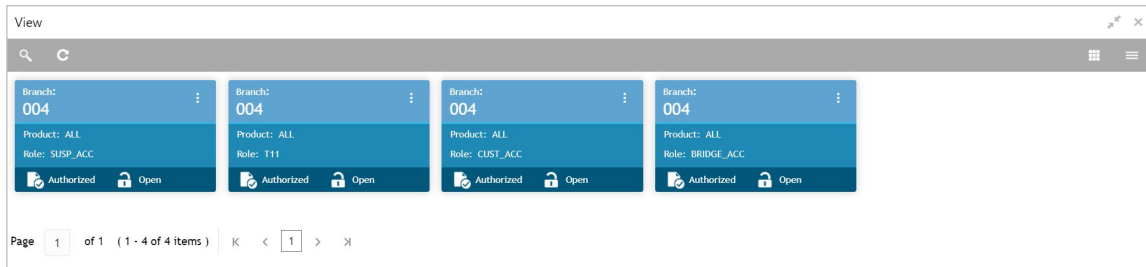 View
Branch:
004
Product: ALL
Role: SUSP_ACC
Authorized Open
Branch:
004
Product: ALL
Role: T11
Authorized Open
Branch:
004
Product: ALL
Role: CUST_ACC
Authorized Open
Branch:
004
Product: ALL
Role: BRIDGE_ACC
Authorized Open
Page 1 of 1 ( 1 - 4 of 4 items ) 1